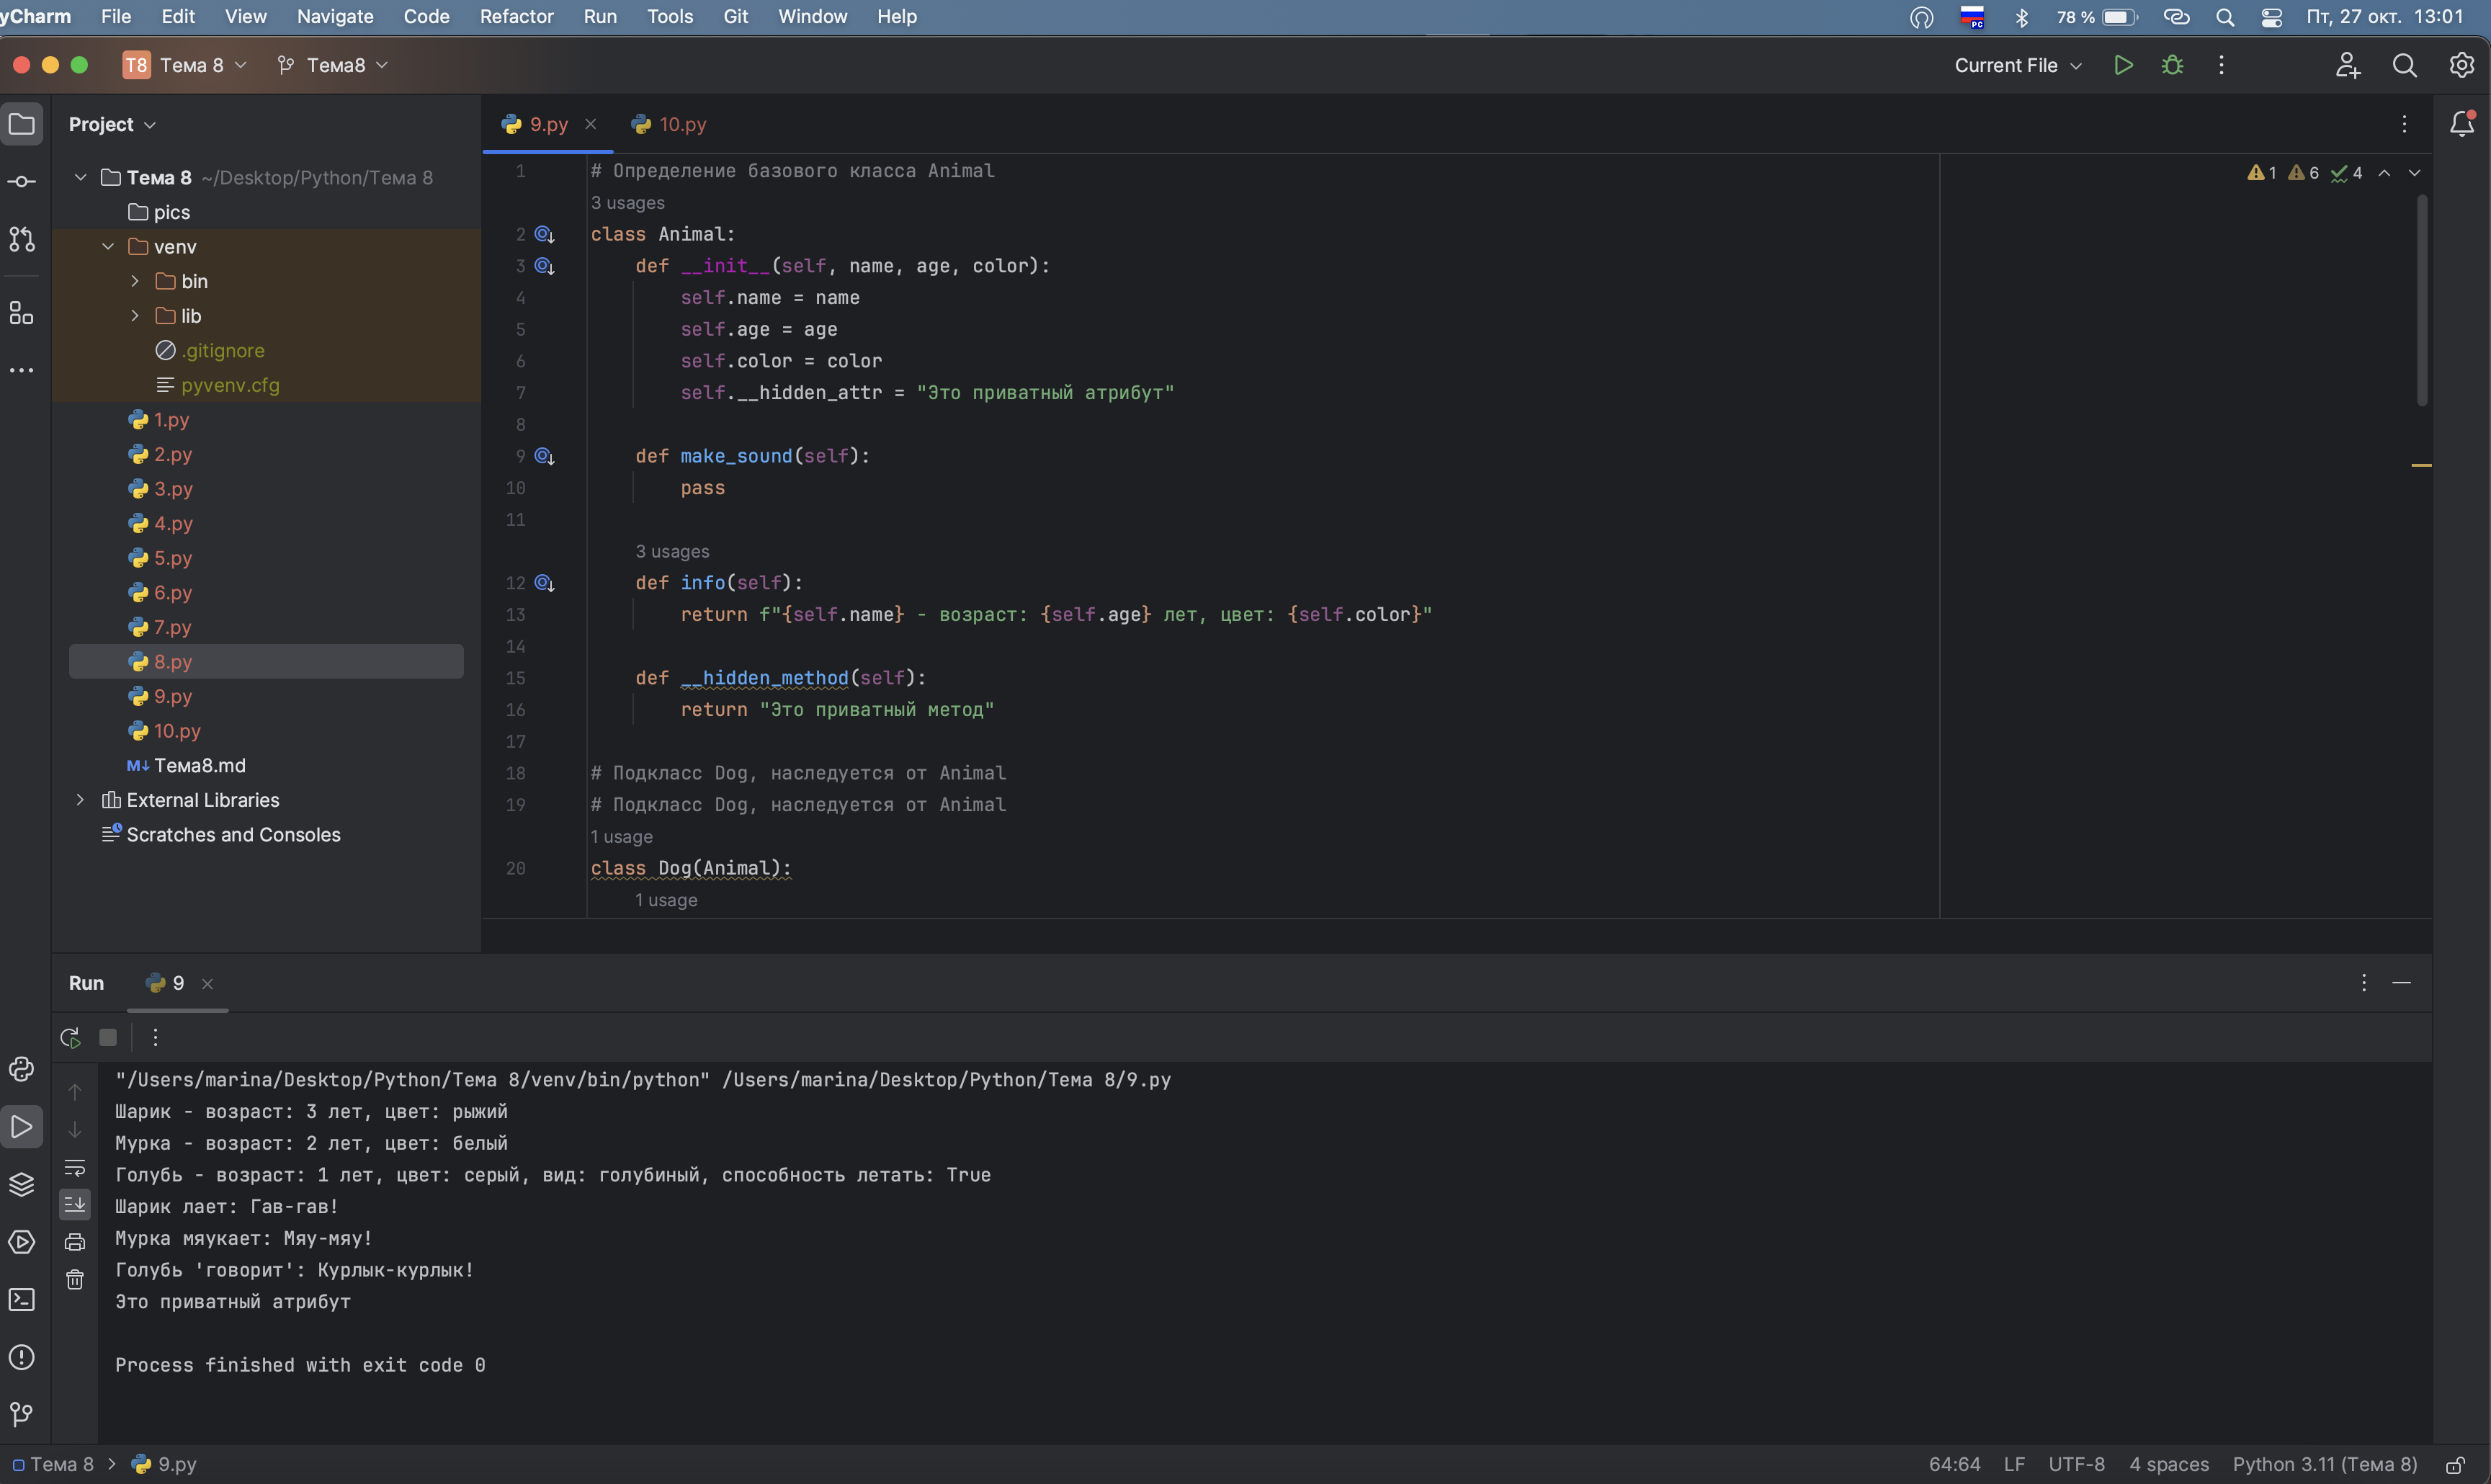 yCharm File Edit View Navigate Code Refactor Run Tools Git Window Help РС 78 % Пт, 27 окт. 13:01
T8 Тема 8 Тема8 Current File
Project
Тема 8 ~/Desktop/Python/Тема 8
pics
venv
bin
lib
.gitignore
pyvenv.cfg
1.py
2.py
3.py
4.py
5.py
6.py
7.py
8.py
9.py
10.py
M↓ Тема8.md
External Libraries
Scratches and Consoles
9.py 10.py
1 6 4
1 # Определение базового класса Animal
3 usages
2 class Animal:
3 def __init__(self, name, age, color):
4 self.name = name
5 self.age = age
6 self.color = color
7 self.__hidden_attr = "Это приватный атрибут"
8
9 def make_sound(self):
10 pass
11
3 usages
12 def info(self):
13 return f"{self.name} - возраст: {self.age} лет, цвет: {self.color}"
14
15 def __hidden_method(self):
16 return "Это приватный метод"
17
18 # Подкласс Dog, наследуется от Animal
19 # Подкласс Dog, наследуется от Animal
1 usage
20 class Dog(Animal):
1 usage
Run 9
"/Users/marina/Desktop/Python/Тема 8/venv/bin/python" /Users/marina/Desktop/Python/Тема 8/9.py
Шарик - возраст: 3 лет, цвет: рыжий
Мурка - возраст: 2 лет, цвет: белый
Голубь - возраст: 1 лет, цвет: серый, вид: голубиный, способность летать: True
Шарик лает: Гав-гав!
Мурка мяукает: Мяу-мяу!
Голубь 'говорит': Курлык-курлык!
Это приватный атрибут
Process finished with exit code 0
Тема 8 > 9.py 64:64 LF UTF-8 4 spaces Python 3.11 (Тема 8)